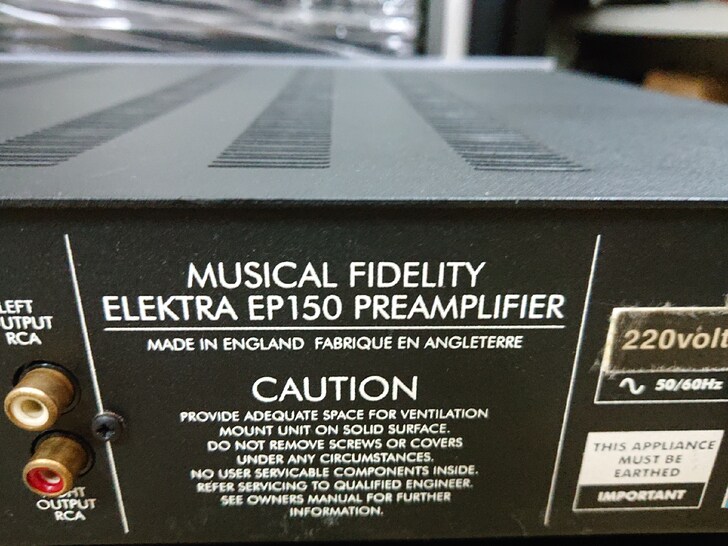 MUSICAL FIDELITY
ELEKTRA EP150 PREAMPLIFIER
MADE IN ENGLAND FABRIQUE EN ANGLETERRE
CAUTION
PROVIDE ADEQUATE SPACE FOR VENTILATION
MOUNT UNIT ON SOLID SURFACE.
DO NOT REMOVE SCREWS OR COVERS
UNDER ANY CIRCUMSTANCES.
NO USER SERVICABLE COMPONENTS INSIDE.
REFER SERVICING TO QUALIFIED ENGINEER.
SEE OWNERS MANUAL FOR FURTHER
INFORMATION.
LEFT
UTPUT
RCA
HT
OUTPUT
RCA
220volt
50/60Hz
THIS APPLIANCE
MUST BE
EARTHED
IMPORTANT